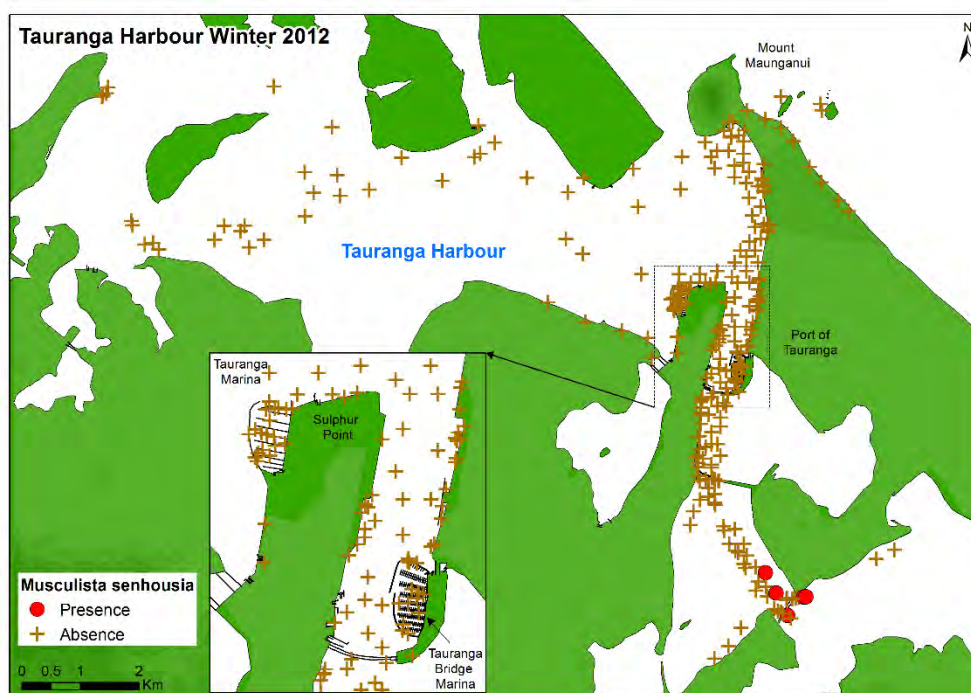 Tauranga Harbour Winter 2012
N
Mount
Maunganui
Tauranga Harbour
Port of
Tauranga
Tauranga
Marina
Sulphur
Point
Tauranga
Bridge
Marina
Musculista senhousia
Presence
Absence
0 0.5 1 2
Km